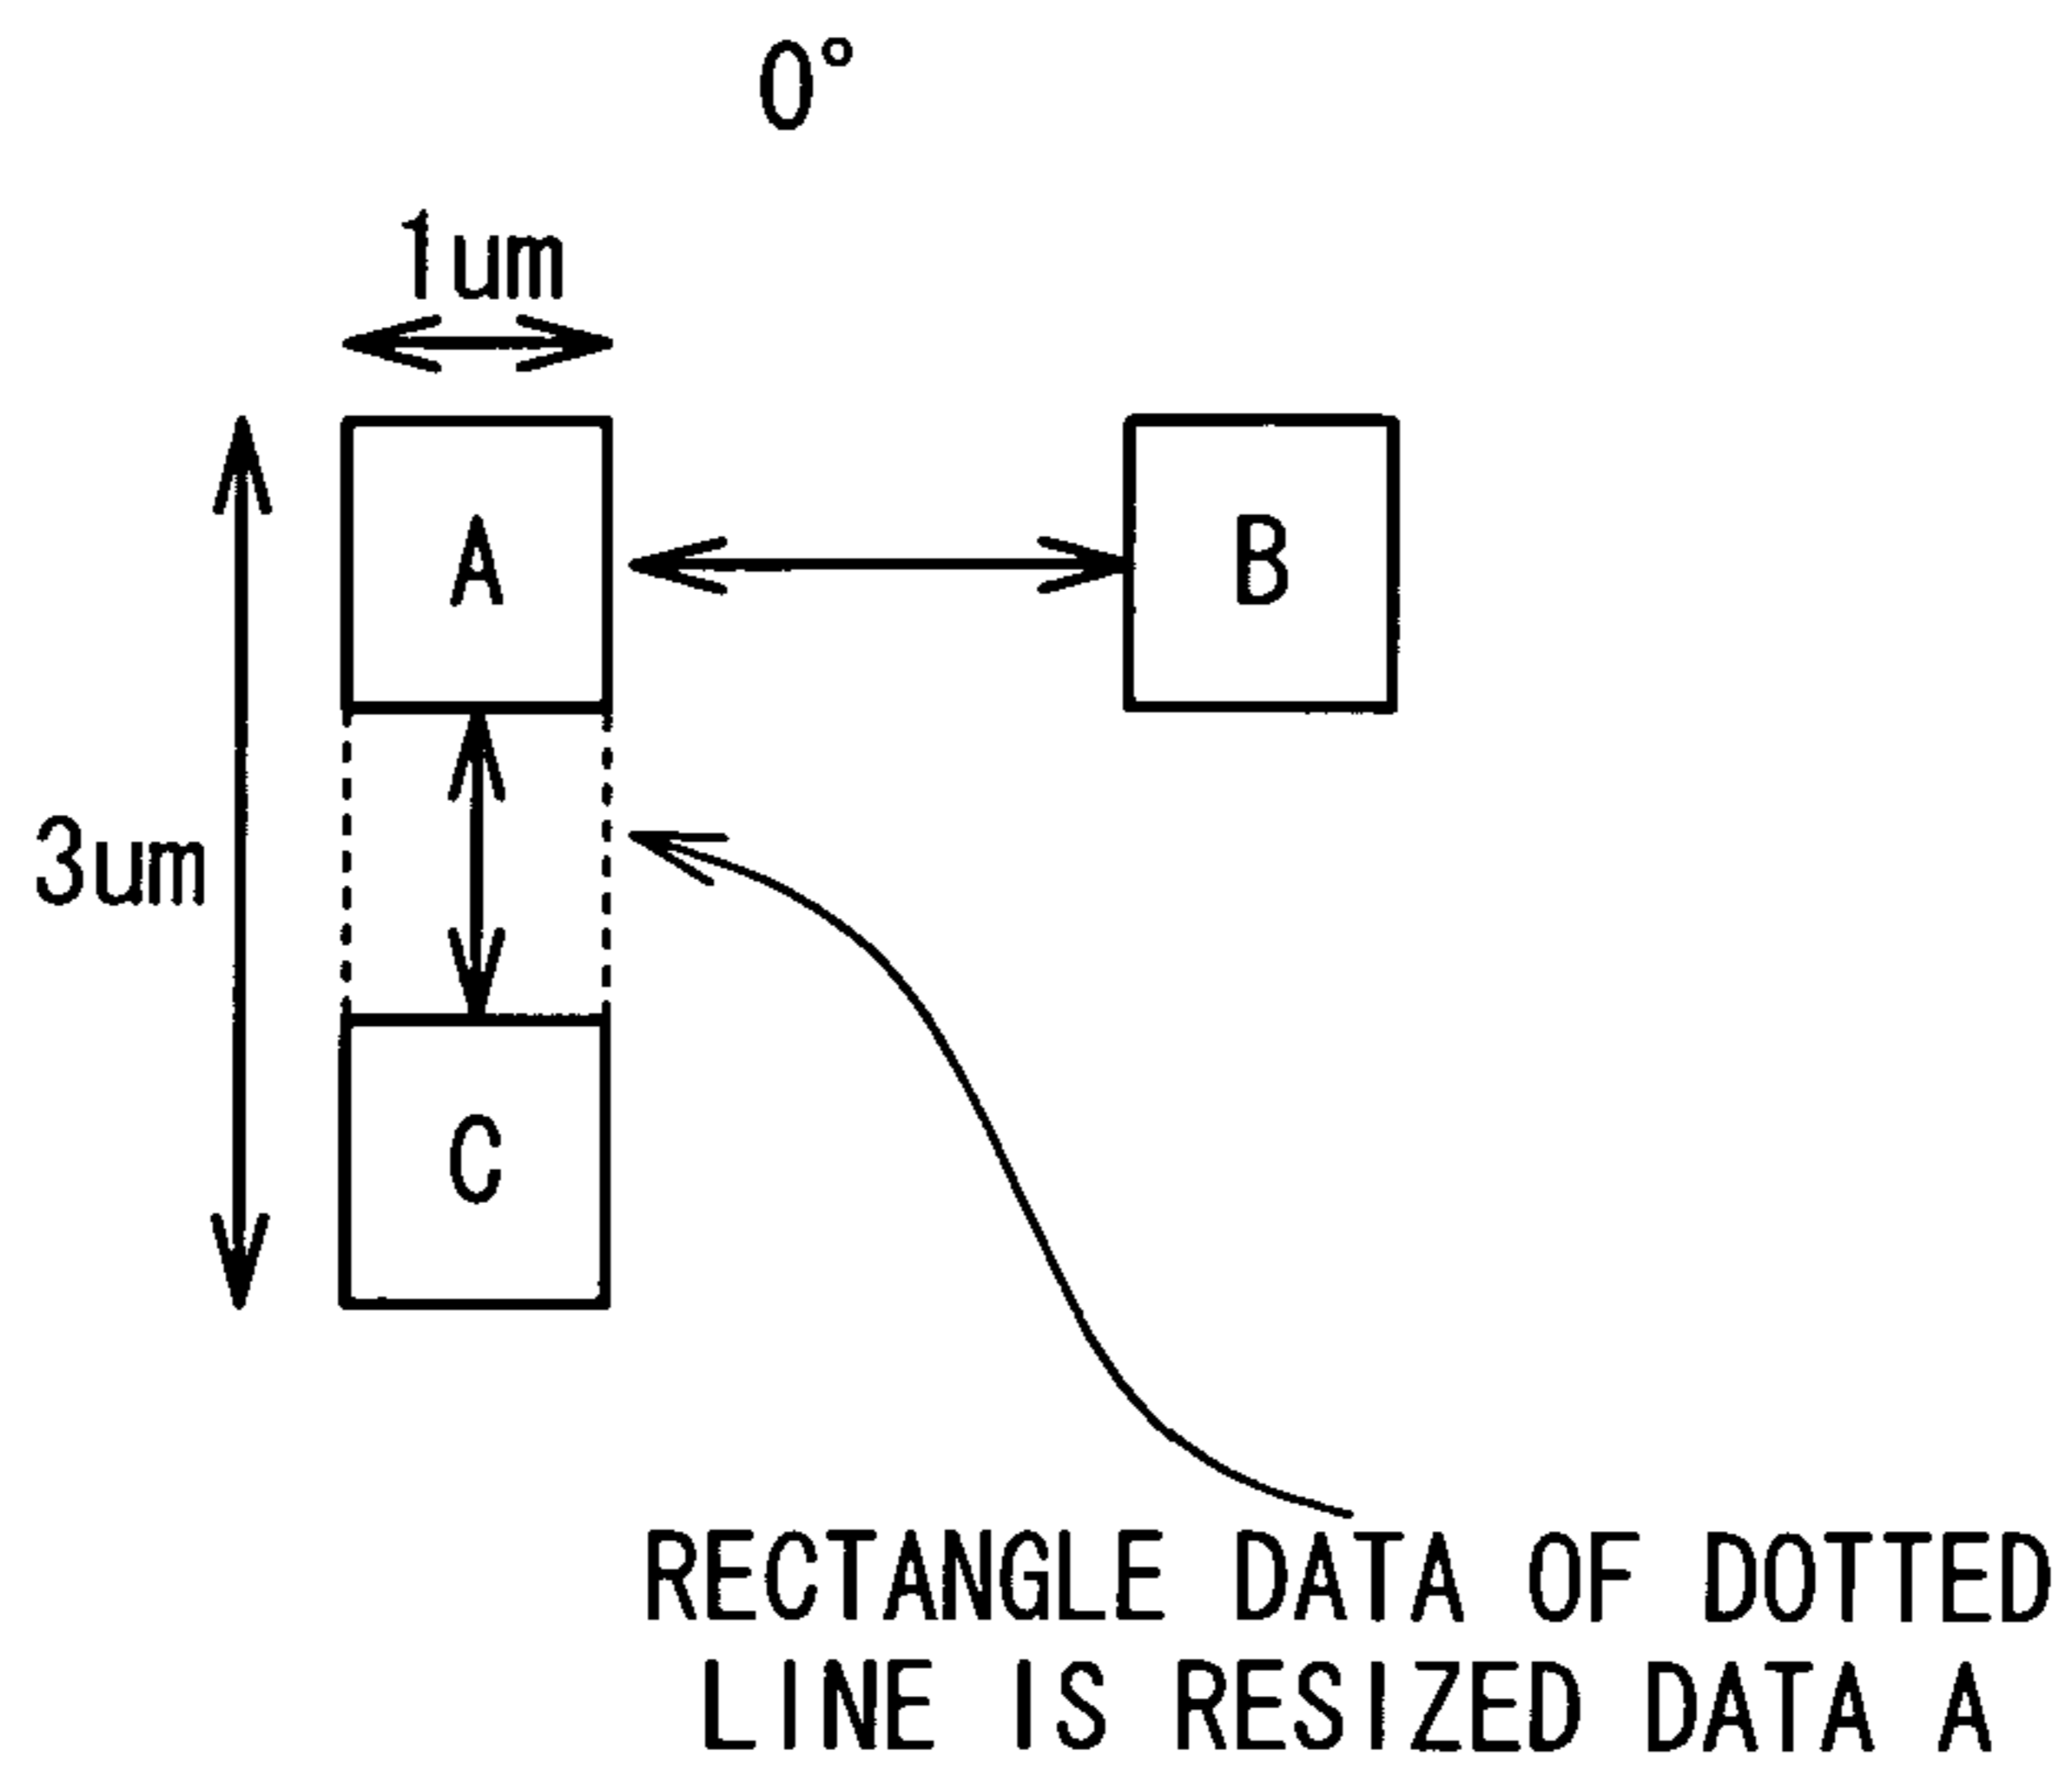 0°
1um
A
B
3um
C
RECTANGLE DATA OF DOTTED
LINE IS RESIZED DATA A